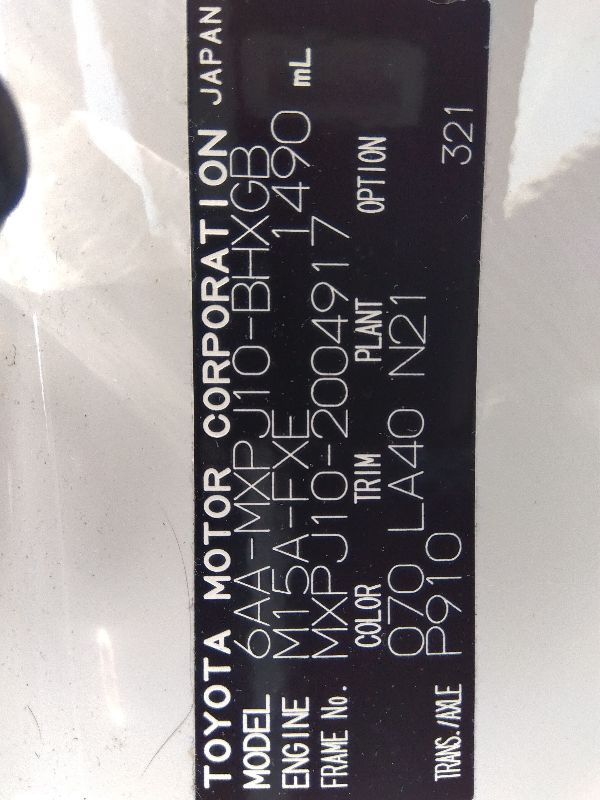 TOYOTA MOTOR CORPORATION JAPAN
MODEL 6AA-MXPJ10-BHXGB
ENGINE M15A-FXE 1490 mL
FRAME No. MXPJ10-2004917
COLOR TRIM PLANT OPTION
070 LA40 N21
TRANS./AXLE P910 321